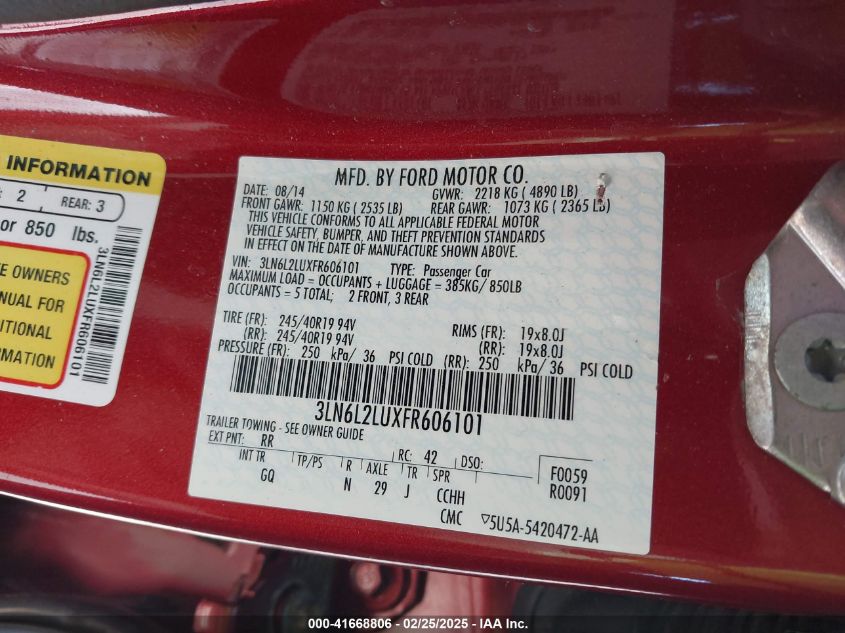 INFORMATION
2 REAR: 3
or 850 lbs.
E OWNERS
NUAL FOR
ITIONAL
RMATION
3LN6L2LUXFR606101
MFD. BY FORD MOTOR CO.
DATE: 08/14 GVWR: 2218 KG ( 4890 LB)
FRONT GAWR: 1150 KG ( 2535 LB) REAR GAWR: 1073 KG ( 2365 LB)
THIS VEHICLE CONFORMS TO ALL APPLICABLE FEDERAL MOTOR
VEHICLE SAFETY, BUMPER, AND THEFT PREVENTION STANDARDS
IN EFFECT ON THE DATE OF MANUFACTURE SHOWN ABOVE.
VIN: 3LN6L2LUXFR606101 TYPE: Passenger Car
MAXIMUM LOAD = OCCUPANTS + LUGGAGE = 385KG/ 850LB
OCCUPANTS = 5 TOTAL; 2 FRONT, 3 REAR
TIRE (FR): 245/40R19 94V RIMS (FR): 19x8.0J
(RR): 245/40R19 94V (RR): 19x8.0J
PRESSURE (FR): 250 kPa/ 36 PSI COLD (RR): 250 kPa/ 36 PSI COLD
3LN6L2LUXFR606101
TRAILER TOWING - SEE OWNER GUIDE
EXT PNT: RR RC: 42 DSO: F0059
INT TR TP/PS R AXLE TR SPR R0091
GQ N 29 J CCHH
CMC ▽5U5A-5420472-AA
000-41668806 - 02/25/2025 - IAA Inc.